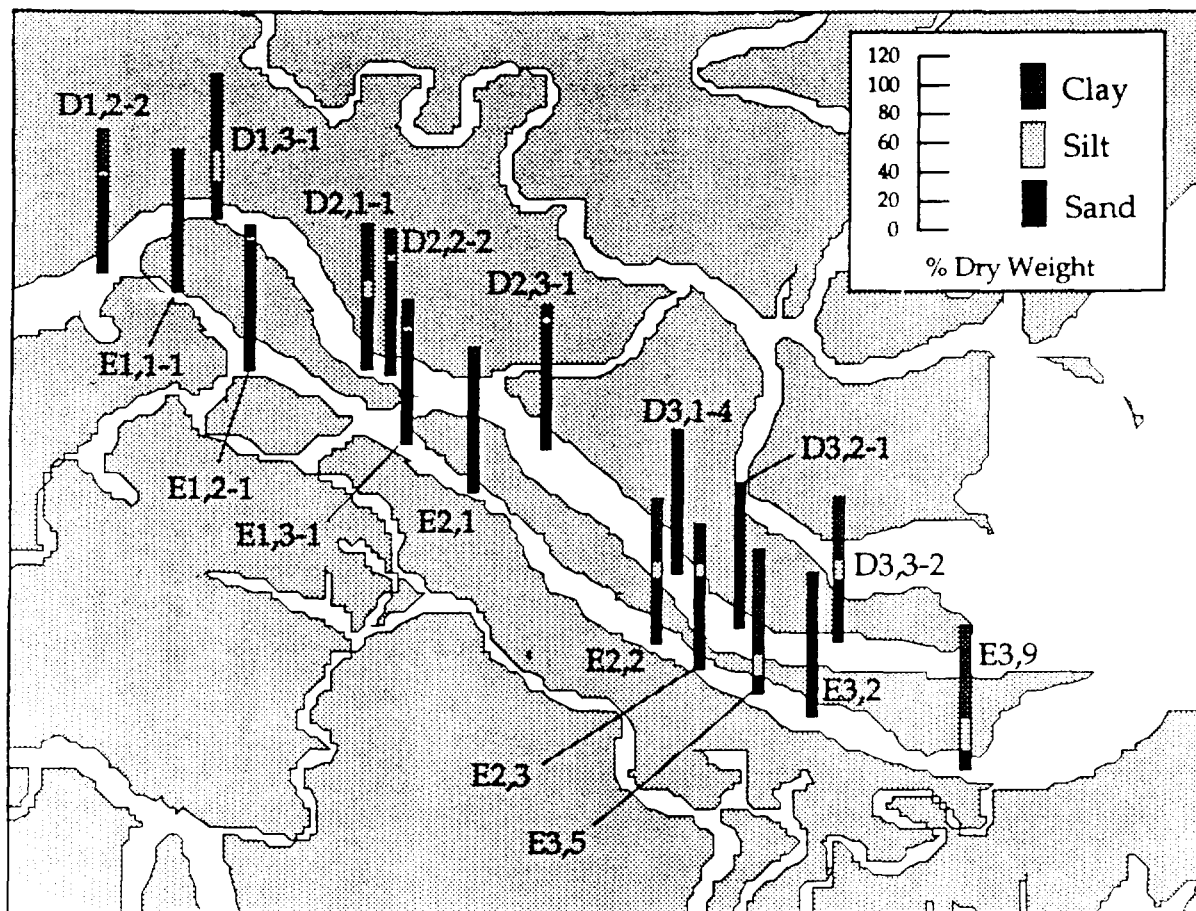 120
100
80
60
40
20
0
Clay
Silt
Sand
% Dry Weight
D1,2-2
D1,3-1
D2,1-1
D2,2-2
D2,3-1
E1,1-1
E1,2-1
E1,3-1
E2,1
D3,1-4
D3,2-1
D3,3-2
E2,2
E3,2
E3,9
E2,3
E3,5